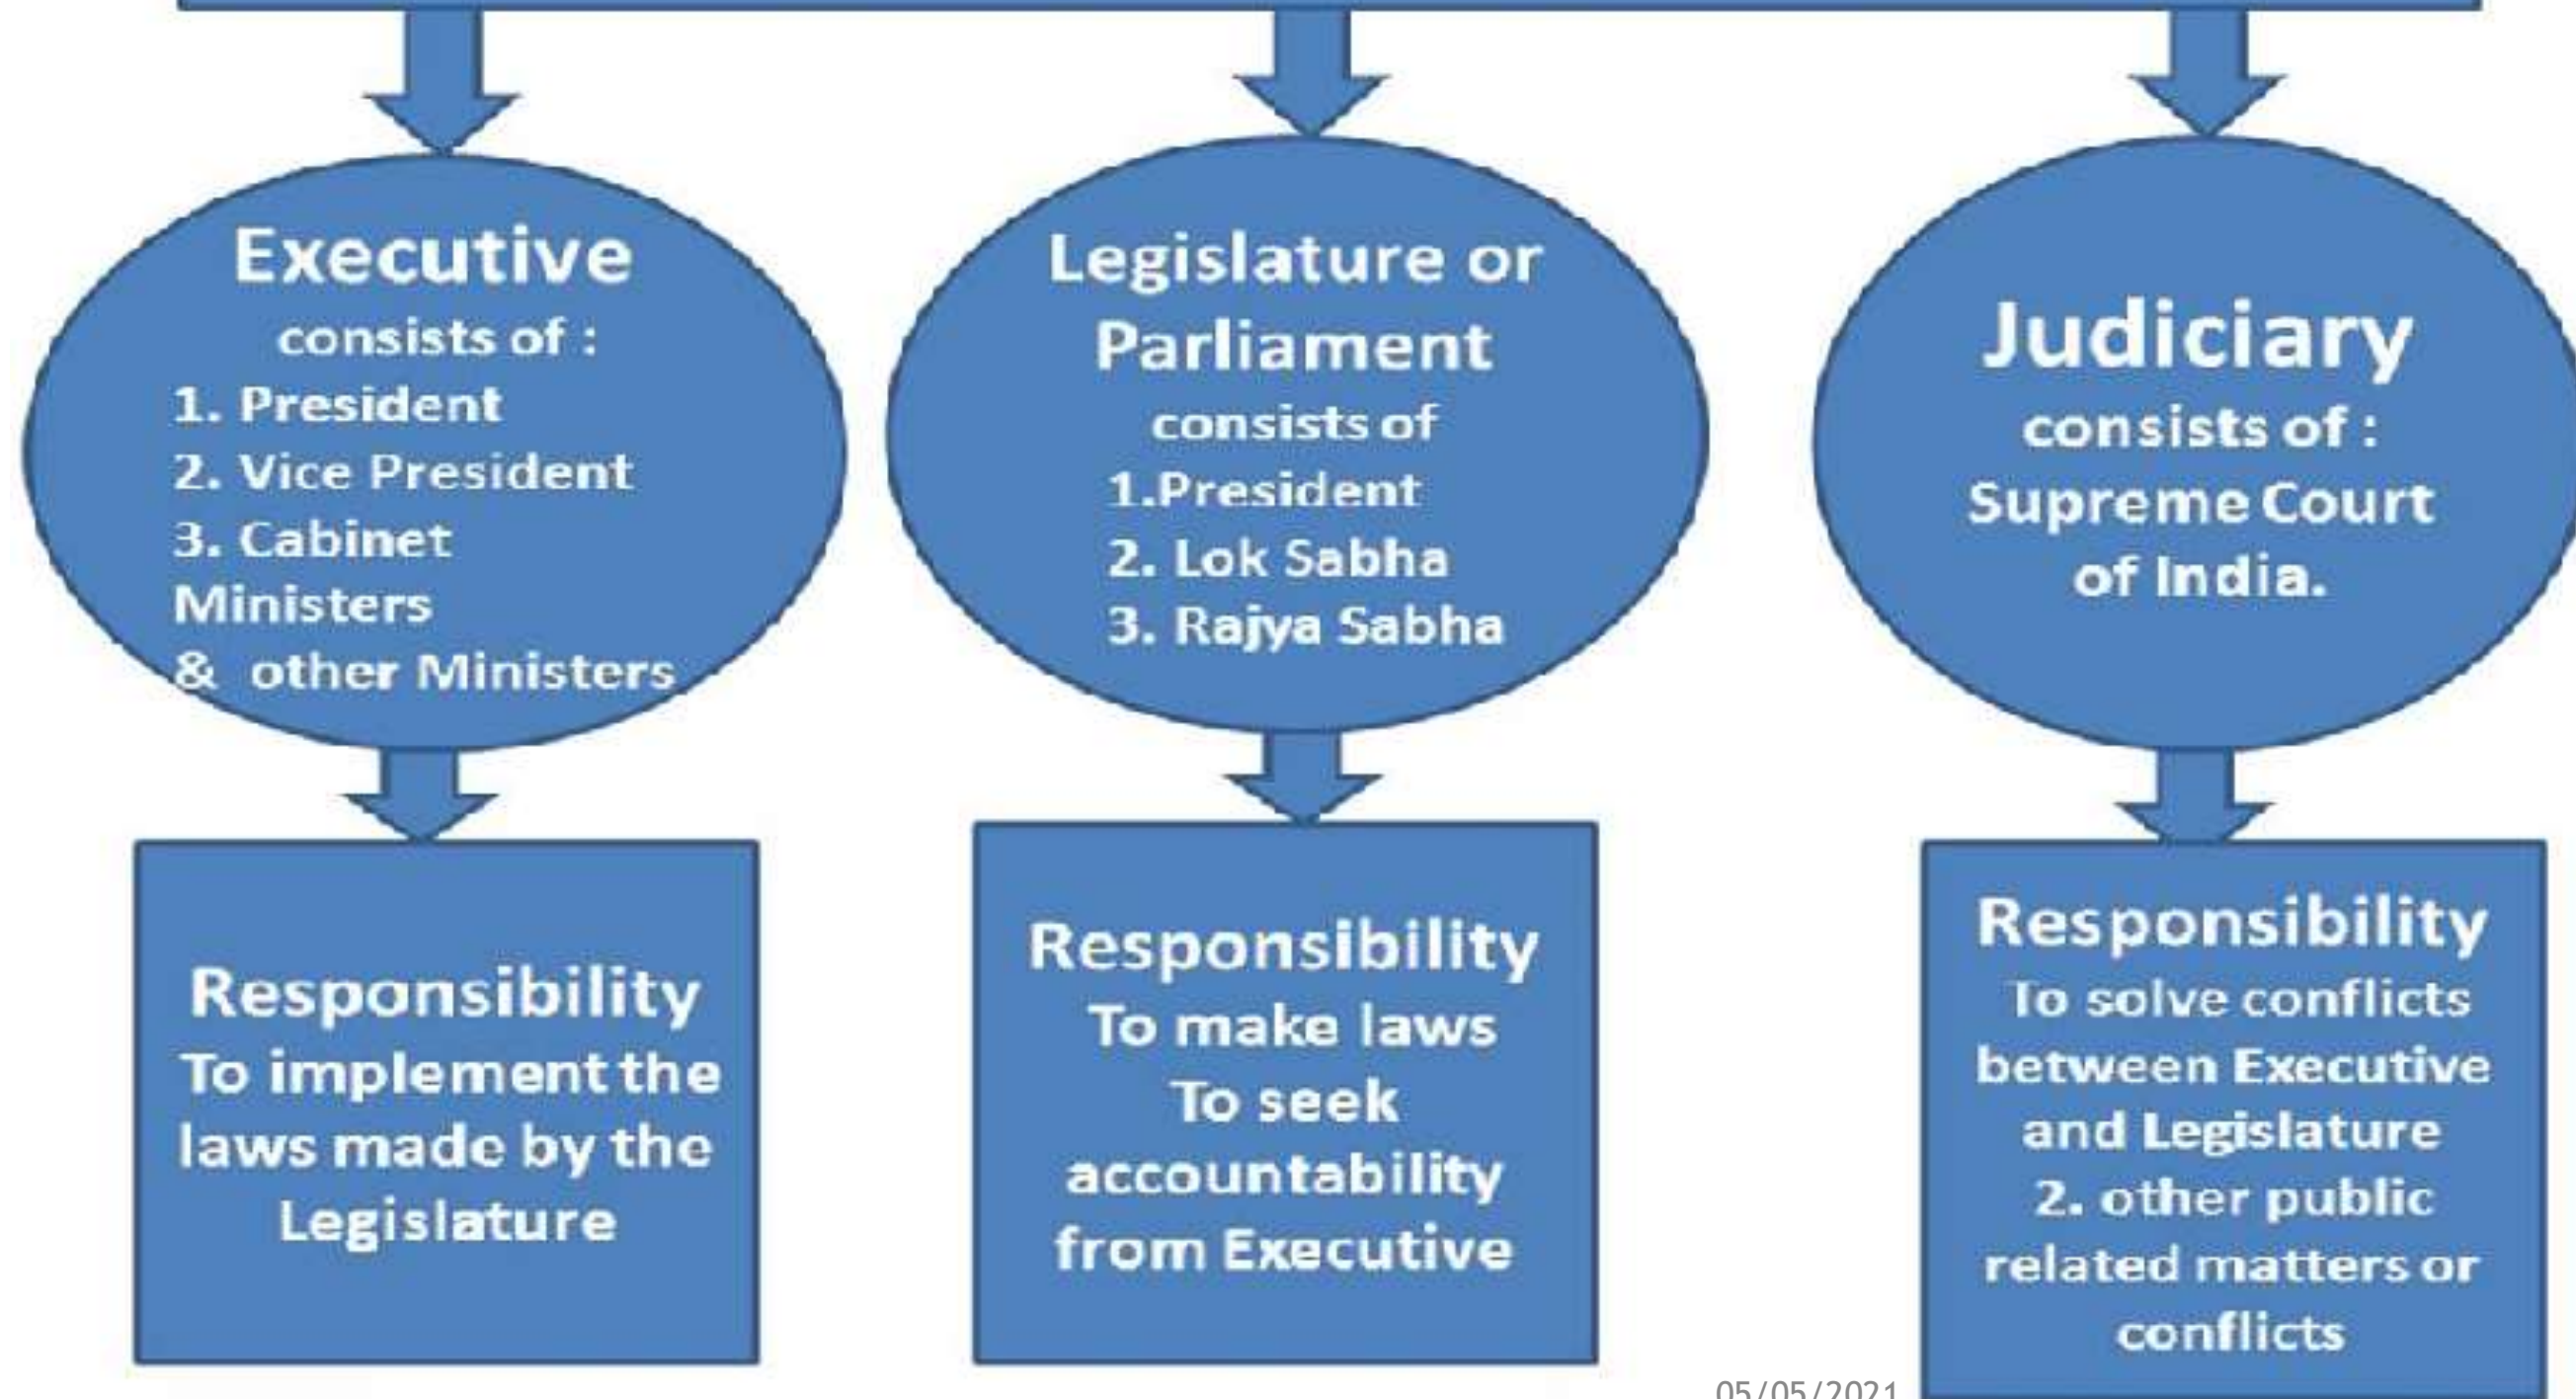 Executive
consists of :
1. President
2. Vice President
3. Cabinet
Ministers
& other Ministers
Legislature or
Parliament
consists of
1.President
2. Lok Sabha
3. Rajya Sabha
Judiciary
consists of :
Supreme Court
of India.
Responsibility
To implement the
laws made by the
Legislature
Responsibility
To make laws
To seek
accountability
from Executive
Responsibility
To solve conflicts
between Executive
and Legislature
2. other public
related matters or
conflicts
05/05/2021